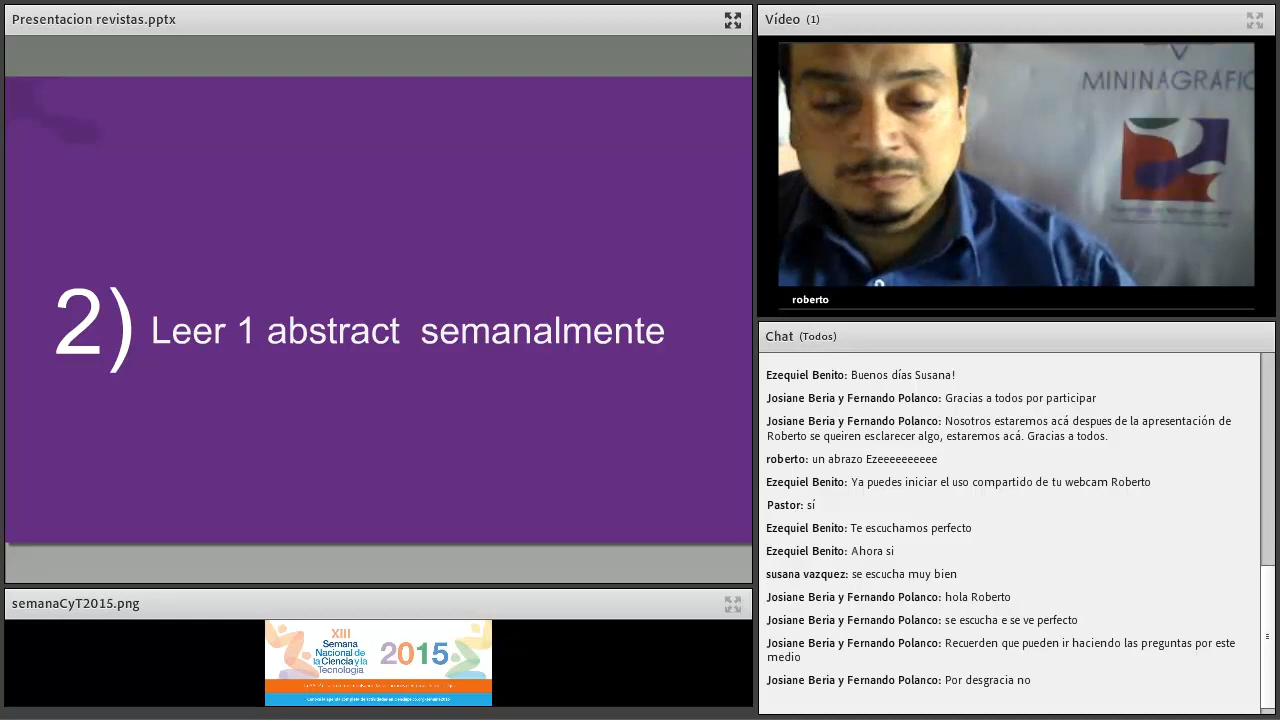 Presentacion revistas.pptx
2) Leer 1 abstract semanalmente
semanaCyT2015.png
XIII
Semana
Nacional de
la Ciencia y la
Tecnología
2015
Vídeo (1)
MININAGRAFIC
roberto
Chat (Todos)
Ezequiel Benito: Buenos días Susana!
Josiane Beria y Fernando Polanco: Gracias a todos por participar
Josiane Beria y Fernando Polanco: Nosotros estaremos acá despues de la apresentación de
Roberto se queiren esclarecer algo, estaremos acá. Gracias a todos.
roberto: un abrazo Ezeeeeeeeeee
Ezequiel Benito: Ya puedes iniciar el uso compartido de tu webcam Roberto
Pastor: sí
Ezequiel Benito: Te escuchamos perfecto
Ezequiel Benito: Ahora si
susana vazquez: se escucha muy bien
Josiane Beria y Fernando Polanco: hola Roberto
Josiane Beria y Fernando Polanco: se escucha e se ve perfecto
Josiane Beria y Fernando Polanco: Recuerden que pueden ir haciendo las preguntas por este
medio
Josiane Beria y Fernando Polanco: Por desgracia no